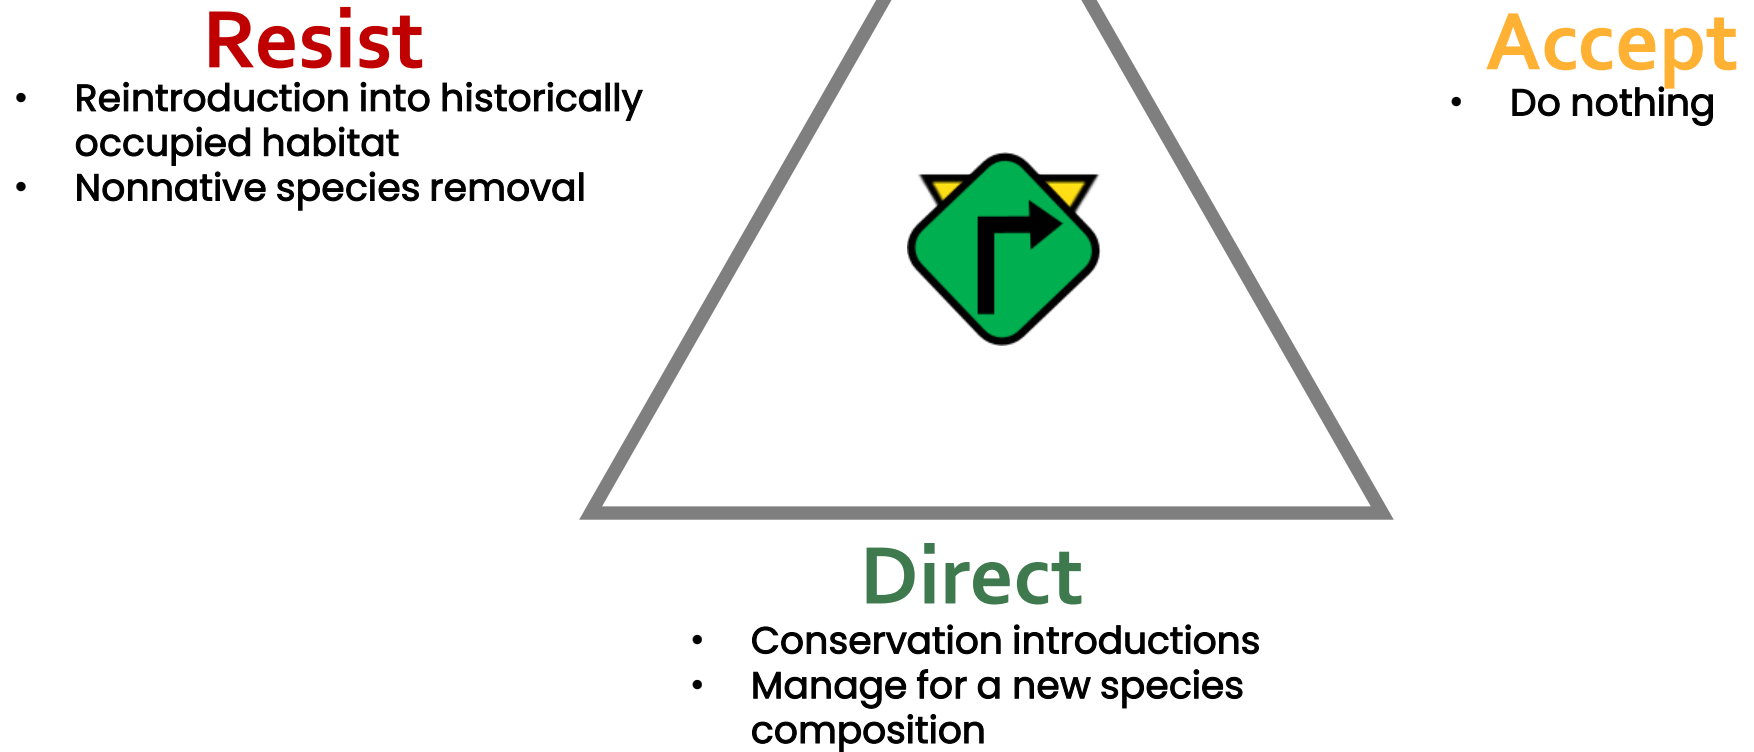 Resist
• Reintroduction into historically
occupied habitat
• Nonnative species removal
Accept
• Do nothing
Direct
• Conservation introductions
• Manage for a new species
composition